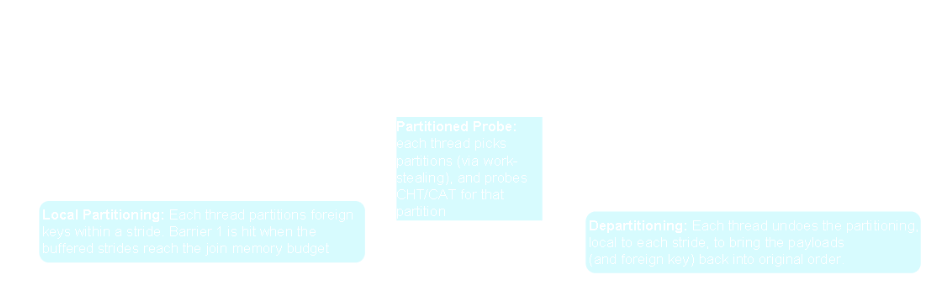 Partitioned Probe:
each thread picks
partitions (via work-
stealing), and probes
CHT/CAT for that
partition
Local Partitioning: Each thread partitions foreign
keys within a stride. Barrier 1 is hit when the
buffered strides reach the join memory budget.
Departitioning: Each thread undoes the partitioning
local to each stride, to bring the payloads
(and foreign key) back into original order.